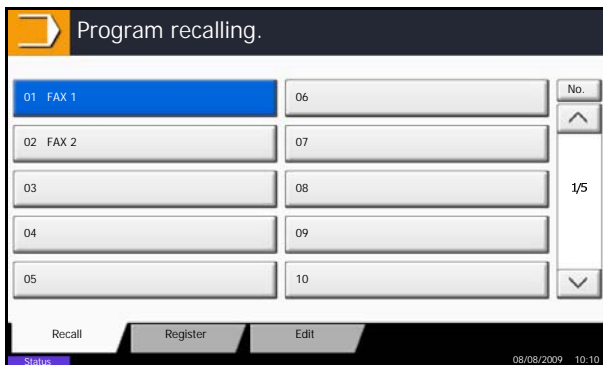 Program recalling.
01 FAX 1
02 FAX 2
03
04
05
06
07
08
09
10
No.
1/5
Recall
Register
Edit
Status
08/08/2009 10:10